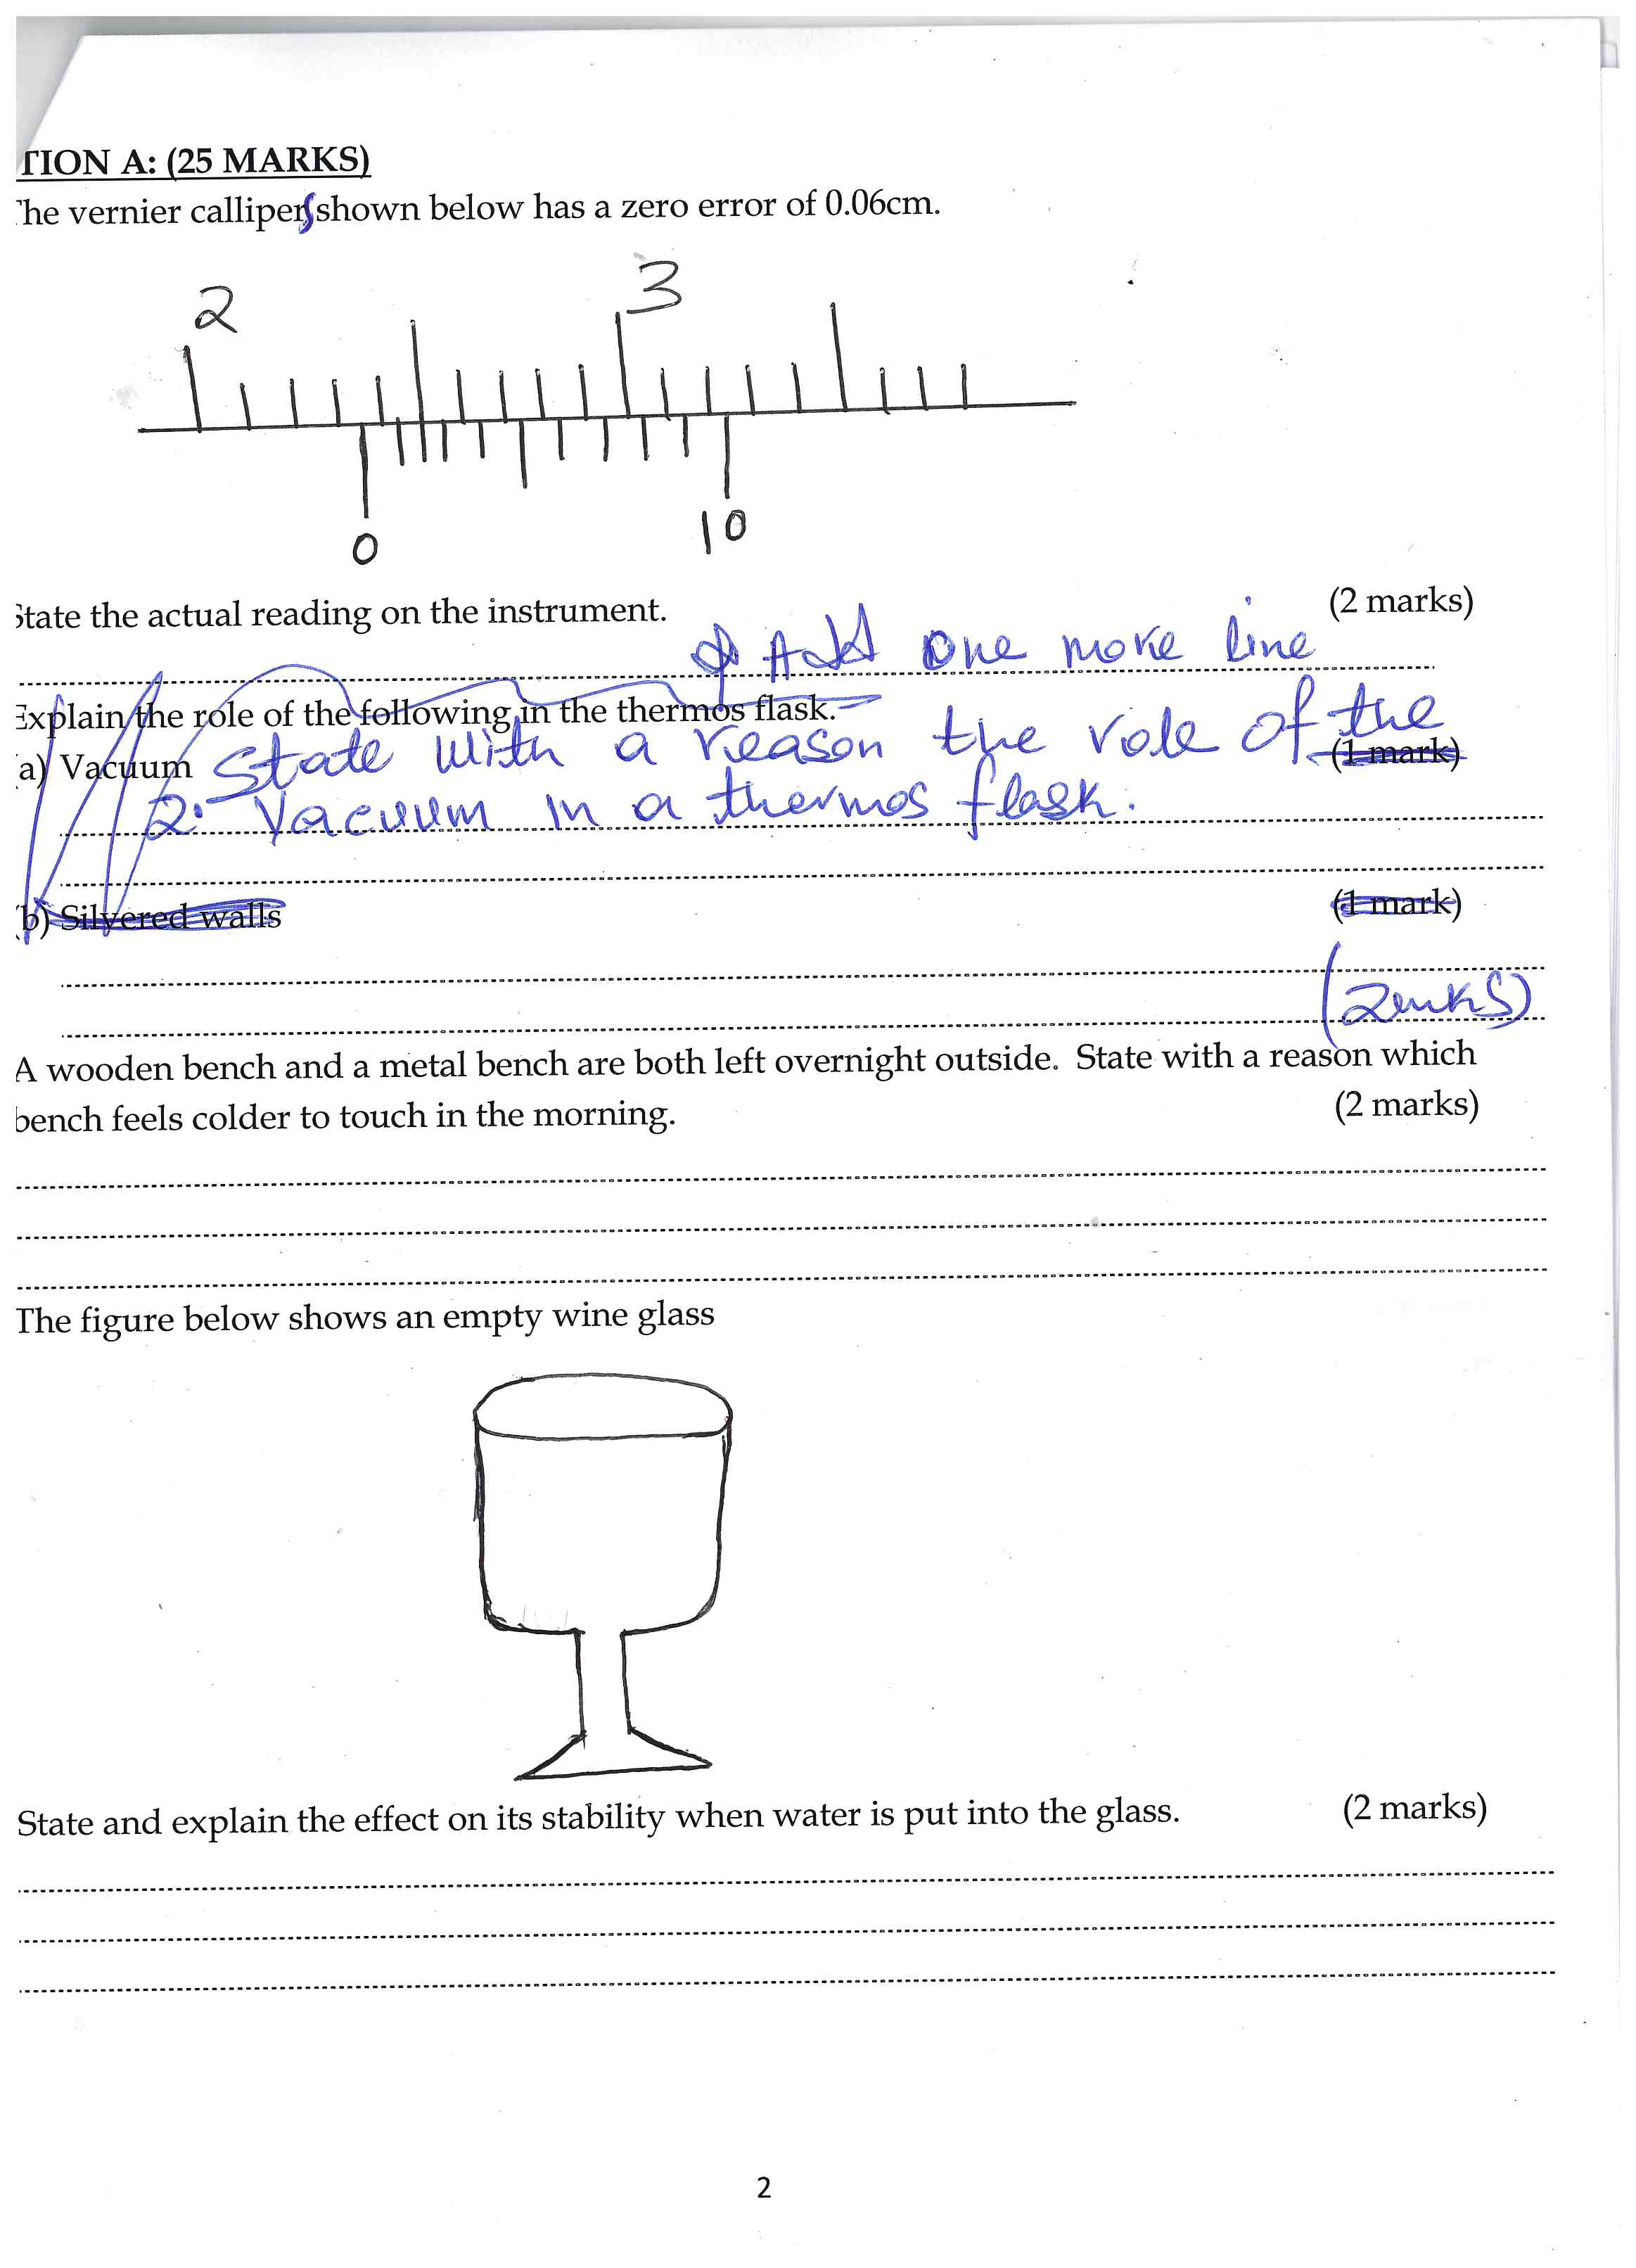 TION A: (25 MARKS)
The vernier callipers shown below has a zero error of 0.06cm.
2 3
0 10
State the actual reading on the instrument. (2 marks)
Add one more line
Explain the role of the following in the thermos flask.
State with a reason the role of the
(a) Vacuum (1 mark)
2. Vacuum in a thermos flask.
(b) Silvered walls (1 mark)
(2mks)
A wooden bench and a metal bench are both left overnight outside. State with a reason which
bench feels colder to touch in the morning. (2 marks)
The figure below shows an empty wine glass
State and explain the effect on its stability when water is put into the glass. (2 marks)
2